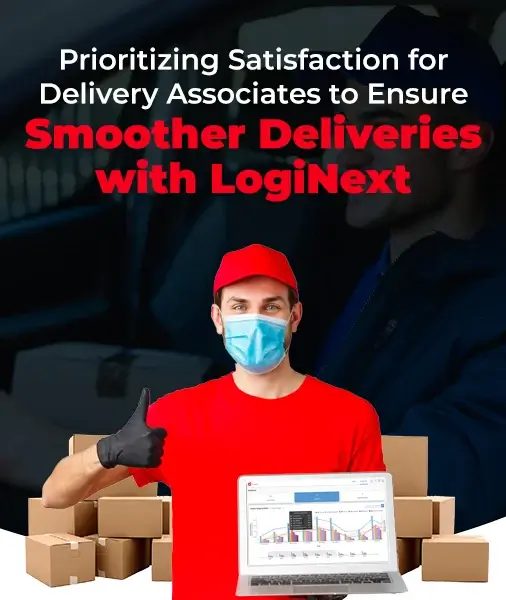 Prioritizing Satisfaction for
Delivery Associates to Ensure
Smoother Deliveries
with LogiNext